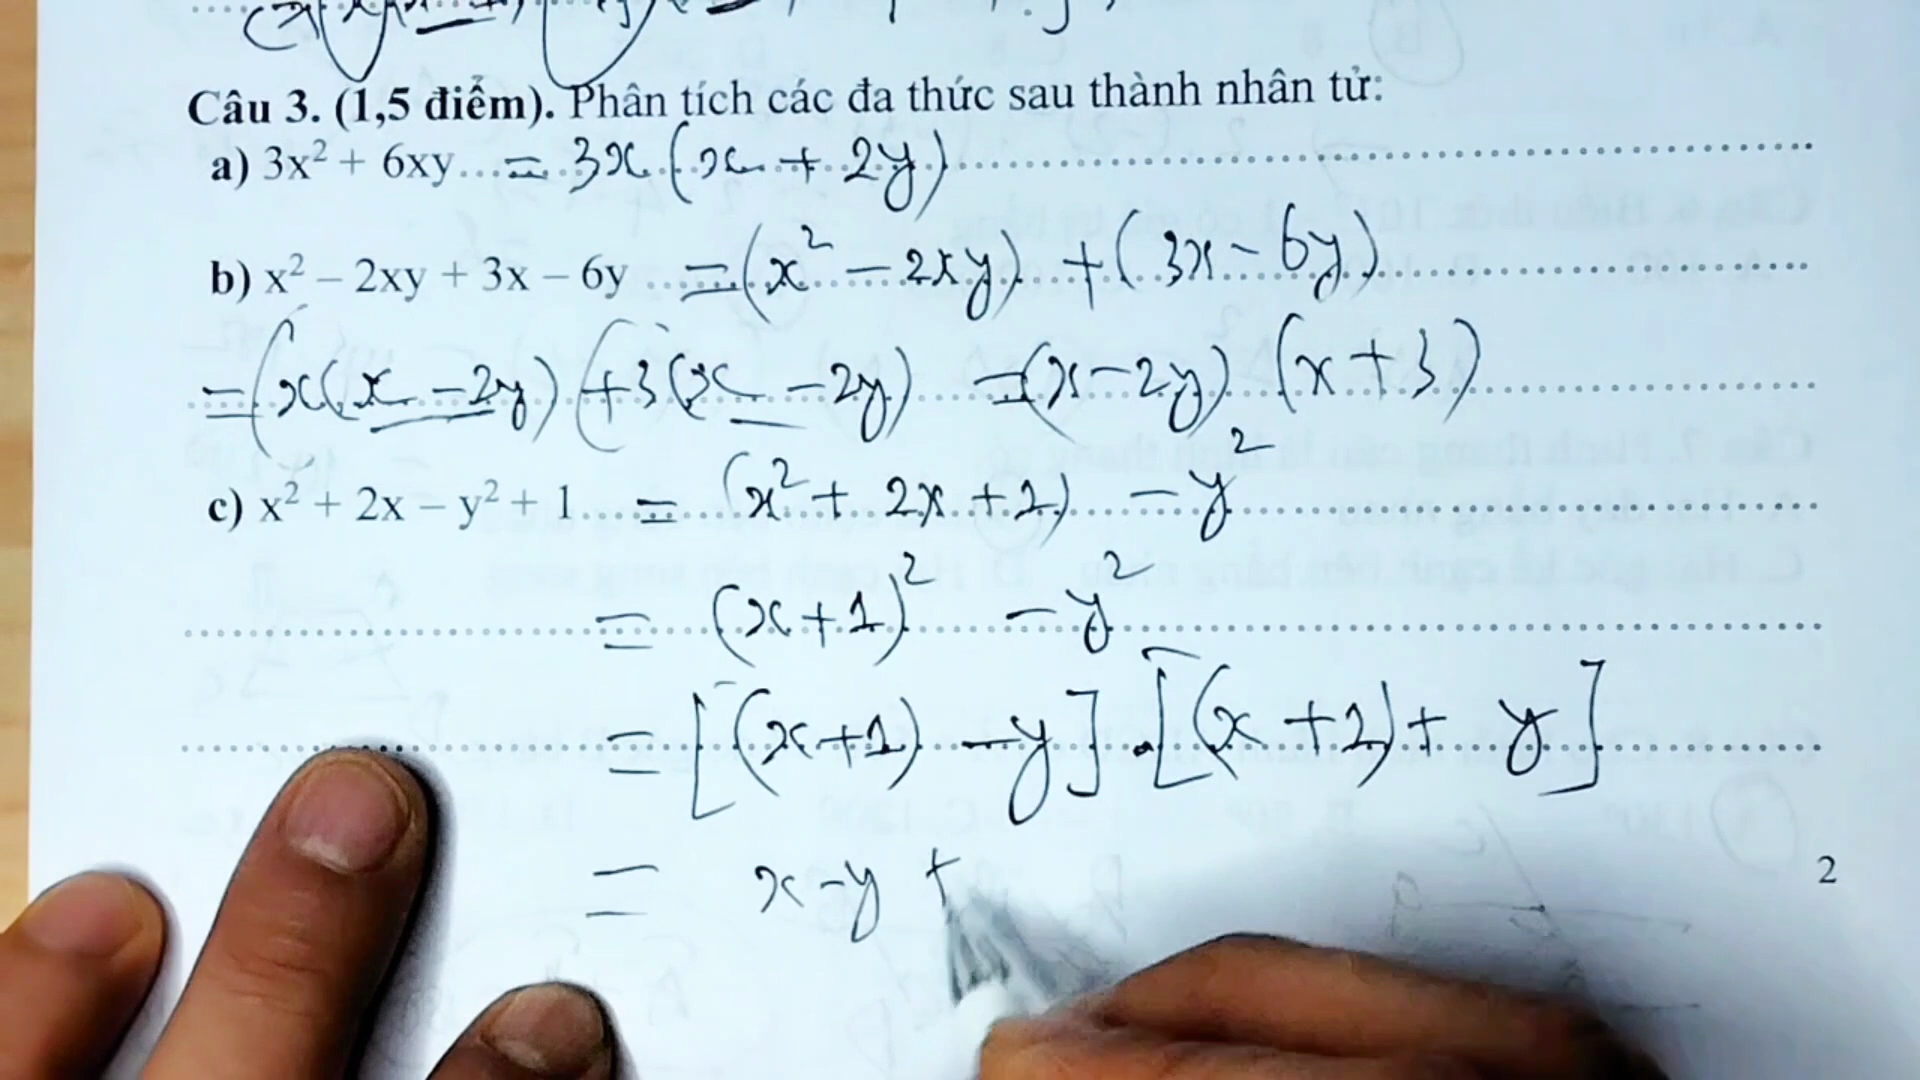 Câu 3. (1,5 điểm). Phân tích các đa thức sau thành nhân tử:
a) 3x² + 6xy = 3x (x + 2y)
b) x² – 2xy + 3x – 6y = (x² – 2xy) + (3x – 6y)
= (x(x – 2y) (+3(x – 2y) = (x – 2y) (x + 3)
c) x² + 2x – y² + 1 = (x² + 2x + 1) – y²
= (x+1)² – y²
= [(x+1) – y] . [(x + 1) + y]
= x – y +
2